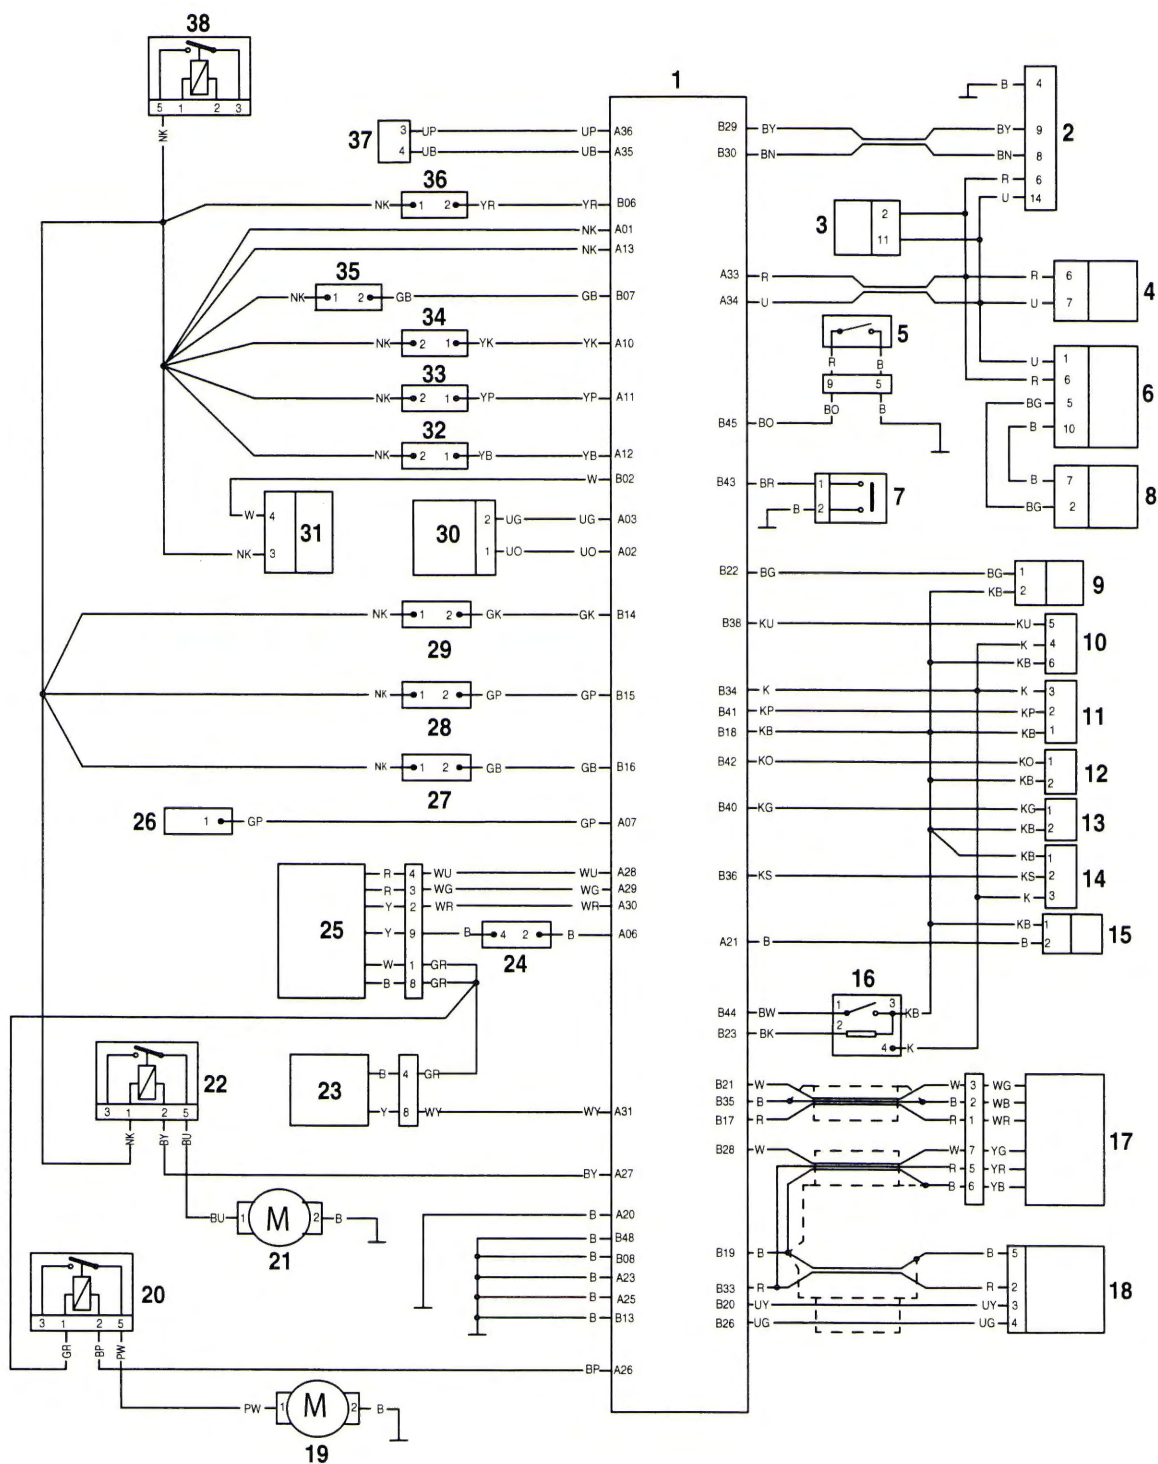 38
5 1 2 3
NK
1
37
3 UP UP A36
4 UB UB A35
36
NK 1 2 YR YR B06
NK A01
NK A13
35
NK 1 2 GB GB B07
34
NK 2 1 YK YK A10
33
NK 2 1 YP YP A11
32
NK 2 1 YB YB A12
W B02
31
W 4
NK 3
30
2 UG UG A03
1 UO UO A02
NK 1 2 GK GK B14
29
NK 1 2 GP GP B15
28
NK 1 2 GB GB B16
27
26
1 GP GP A07
25
R 4 WU WU A28
R 3 WG WG A29
Y 2 WR WR A30
Y 9 B 4 2 B A06
24
W 1 GR
B 8 GR
23
B 4 GR
Y 8 WY WY A31
22
3 1 2 5
NK BY BU
BY A27
BU 1 M 2 B
21
B A20
B B48
B B08
B A23
B A25
B B13
20
3 1 2 5
GR BP PW
BP A26
PW 1 M 2 B
19
2
B 4
B29 BY BY 9
B30 BN BN 8
R 6
U 14
3
2
11
A33 R R 6
A34 U U 7
4
5
R B
9 5
BO B
B45 BO
6
U 1
R 6
BG 5
B 10
B43 BR 1
B 2
7
8
B 7
BG 2
B22 BG BG 1
KB 2
9
B38 KU KU 5
K 4
KB 6
10
B34 K K 3
B41 KP KP 2
B18 KB KB 1
11
B42 KO KO 1
KB 2
12
B40 KG KG 1
KB 2
13
KB 1
B36 KS KS 2
K 3
14
KB 1
A21 B B 2
15
16
B44 BW 1 3 KB
B23 BK 2
4 K
B21 W W 3 WG
B35 B B 2 WB
B17 R R 1 WR
B28 W W 7 YG
R 5 YR
B 6 YB
17
B19 B B 5
B33 R R 2
B20 UY UY 3
B26 UG UG 4
18